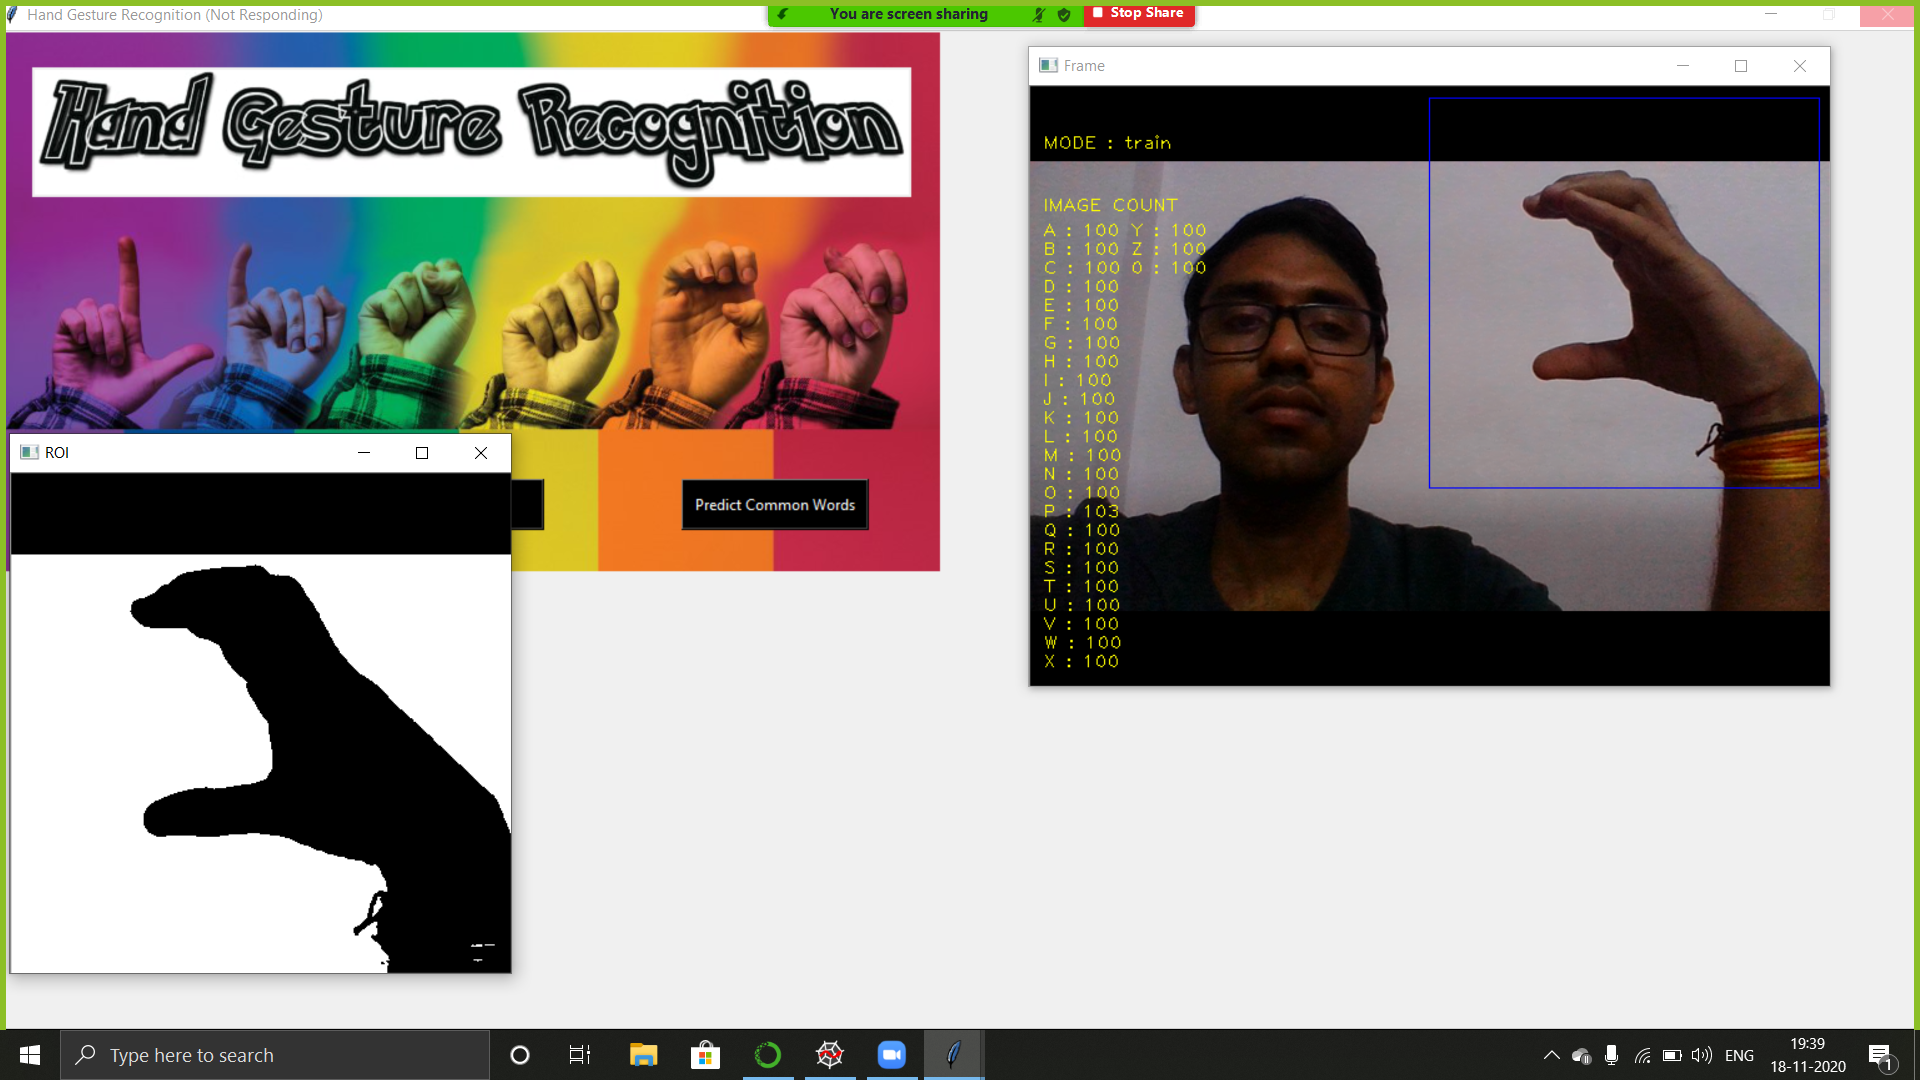 Hand Gesture Recognition (Not Responding)
You are screen sharing
Stop Share
Hand Gesture Recognition
Predict Common Words
ROI
Frame
MODE : train
IMAGE COUNT
A : 100 Y : 100
B : 100 Z : 100
C : 100 0 : 100
D : 100
E : 100
F : 100
G : 100
H : 100
I : 100
J : 100
K : 100
L : 100
M : 100
N : 100
O : 100
P : 103
Q : 100
R : 100
S : 100
T : 100
U : 100
V : 100
W : 100
X : 100
Type here to search
ENG
19:39
18-11-2020
1